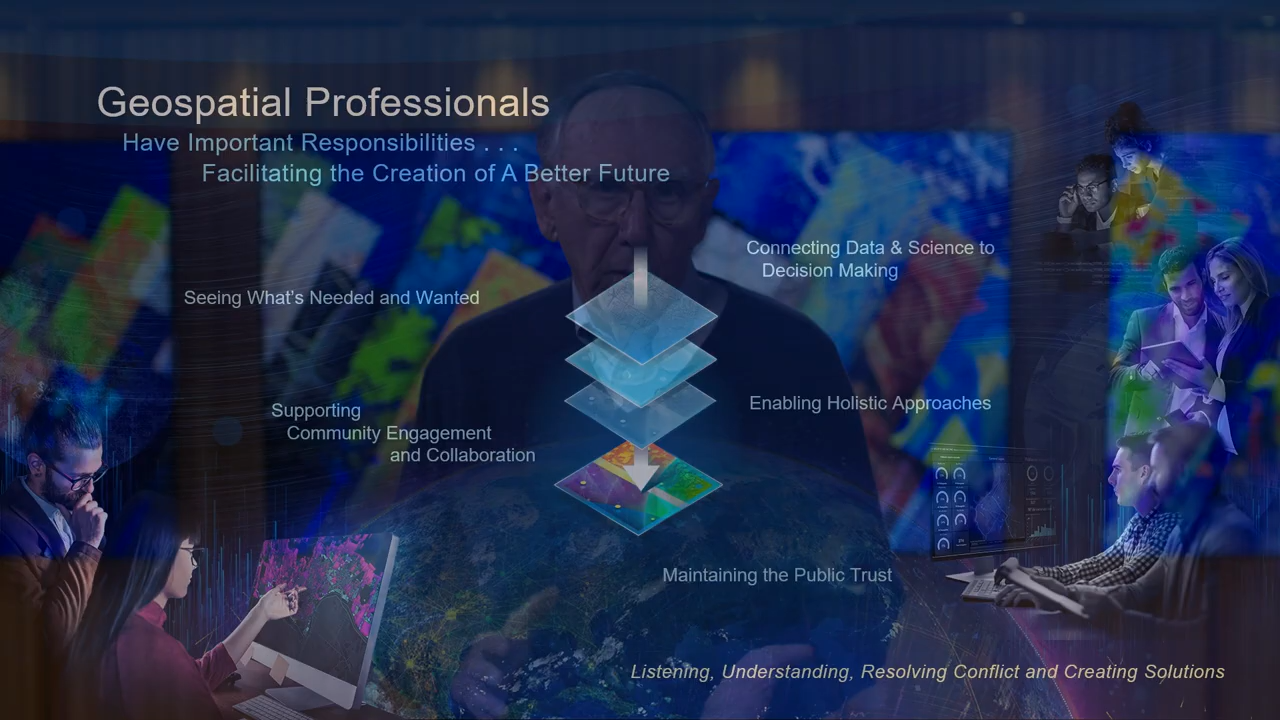 Geospatial Professionals
Have Important Responsibilities . . .
Facilitating the Creation of A Better Future
Connecting Data & Science to
Decision Making
Seeing What's Needed and Wanted
Enabling Holistic Approaches
Supporting
Community Engagement
and Collaboration
Maintaining the Public Trust
Listening, Understanding, Resolving Conflict and Creating Solutions